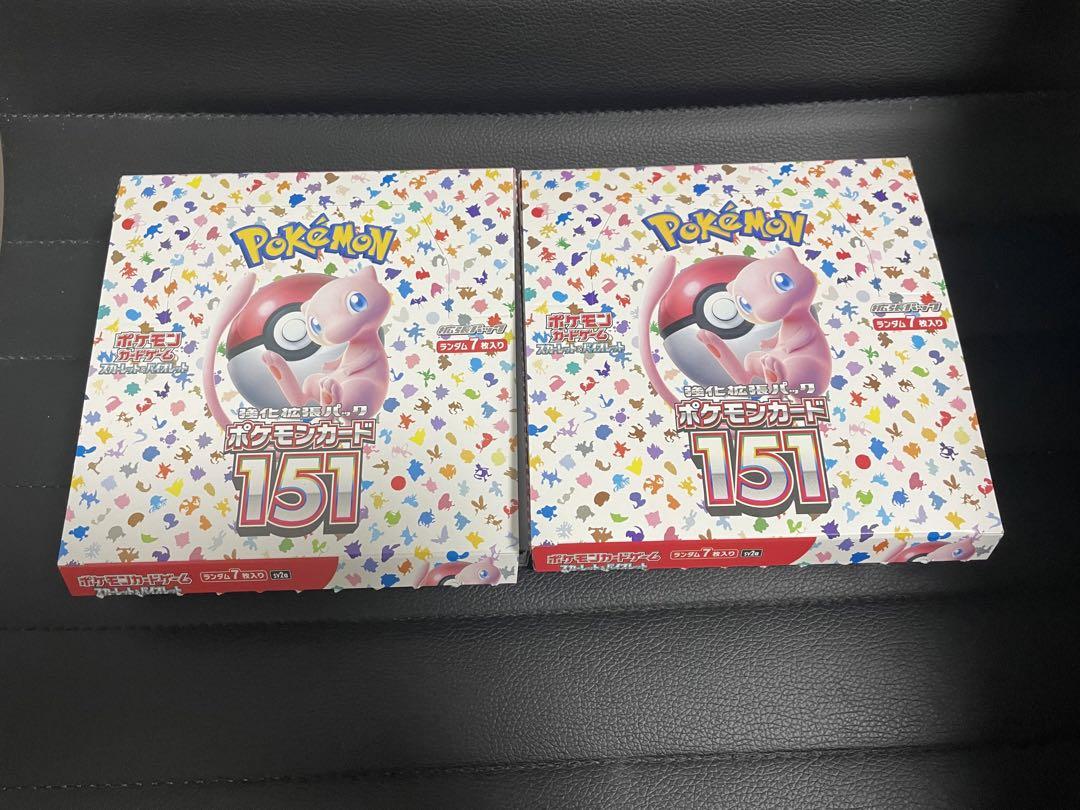 POKéMON
ポケモン
カードゲーム
スカーレット&バイオレット
拡張パック
ランダム7枚入り
強化拡張パック
ポケモンカード
151
ポケモンカードゲーム
スカーレット&バイオレット
ランダム7枚入り
sv2a
POKéMON
ポケモン
カードゲーム
スカーレット&バイオレット
拡張パック
ランダム7枚入り
強化拡張パック
ポケモンカード
151
ポケモンカードゲーム
スカーレット&バイオレット
ランダム7枚入り
sv2a